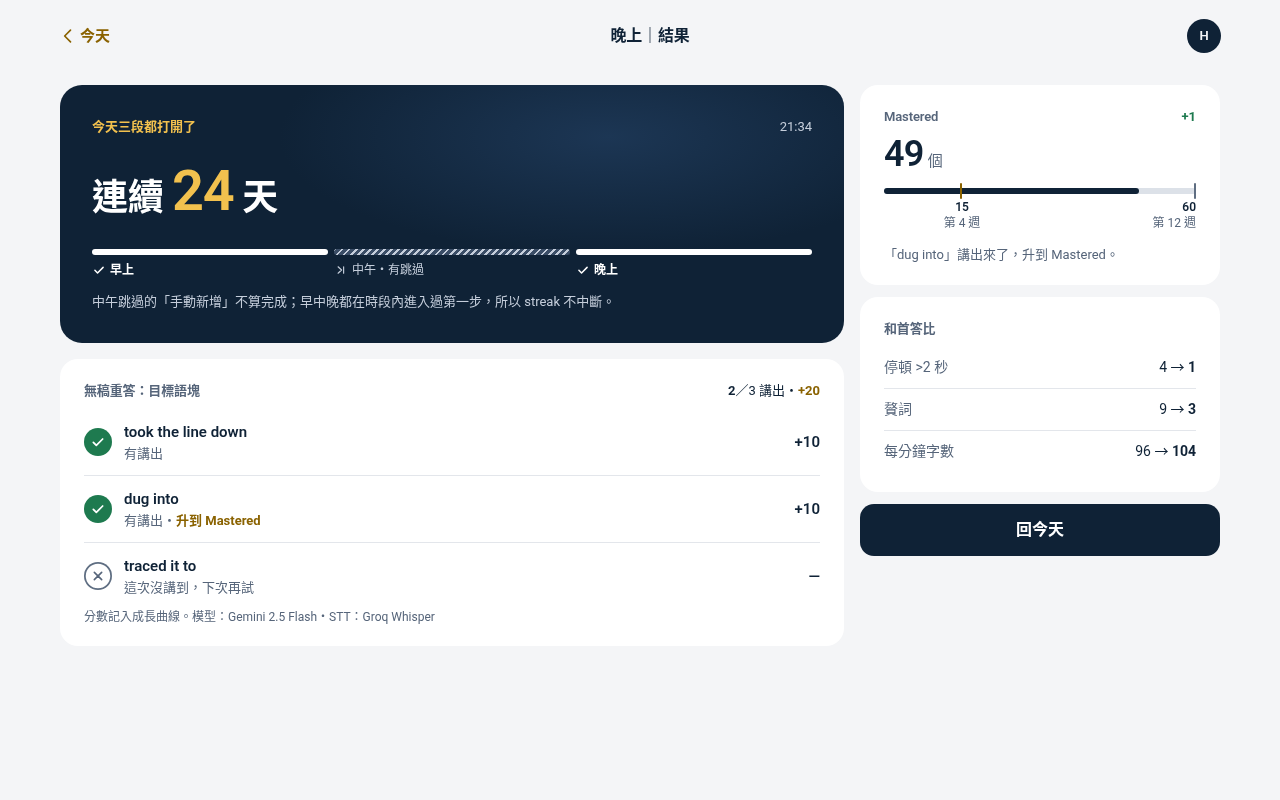 今天
晚上｜結果
H
今天三段都打開了
21:34
連續 24 天
早上
中午・有跳過
晚上
中午跳過的「手動新增」不算完成；早中晚都在時段內進入過第一步，所以 streak 不中斷。
無稿重答：目標語塊
2／3 講出・+20
took the line down
有講出
+10
dug into
有講出・升到 Mastered
+10
traced it to
這次沒講到，下次再試
—
分數記入成長曲線。模型：Gemini 2.5 Flash・STT：Groq Whisper
Mastered
+1
49 個
15
第 4 週
60
第 12 週
「dug into」講出來了，升到 Mastered。
和首答比
停頓 >2 秒
4 → 1
贅詞
9 → 3
每分鐘字數
96 → 104
回今天